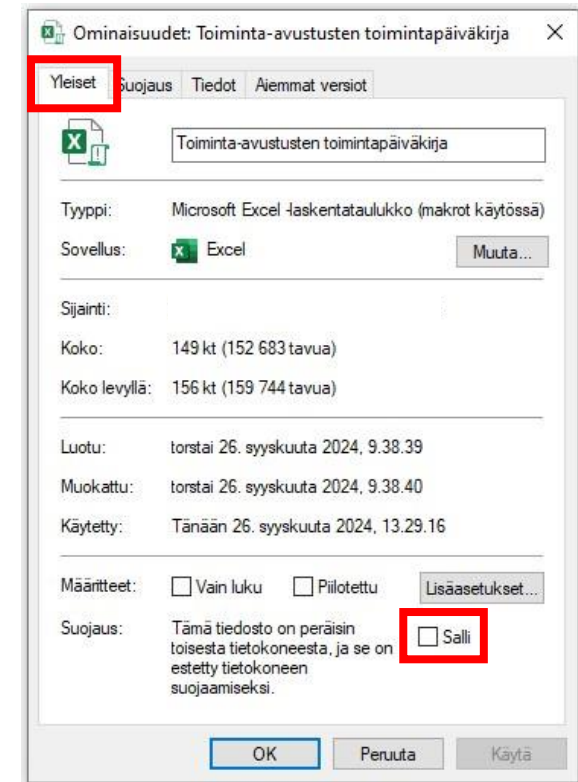 Ominaisuudet: Toiminta-avustusten toimintapäiväkirja
Yleiset Suojaus Tiedot Aiemmat versiot
Toiminta-avustusten toimintapäiväkirja
Tyyppi: Microsoft Excel -laskentataulukko (makrot käytössä)
Sovellus: Excel Muuta...
Sijainti:
Koko: 149 kt (152 683 tavua)
Koko levyllä: 156 kt (159 744 tavua)
Luotu: torstai 26. syyskuuta 2024, 9.38.39
Muokattu: torstai 26. syyskuuta 2024, 9.38.40
Käytetty: Tänään 26. syyskuuta 2024, 13.29.16
Määritteet: Vain luku Piilotettu Lisäasetukset...
Suojaus: Tämä tiedosto on peräisin
toisesta tietokoneesta, ja se on
estetty tietokoneen
suojaamiseksi.
Salli
OK Peruuta Käytä